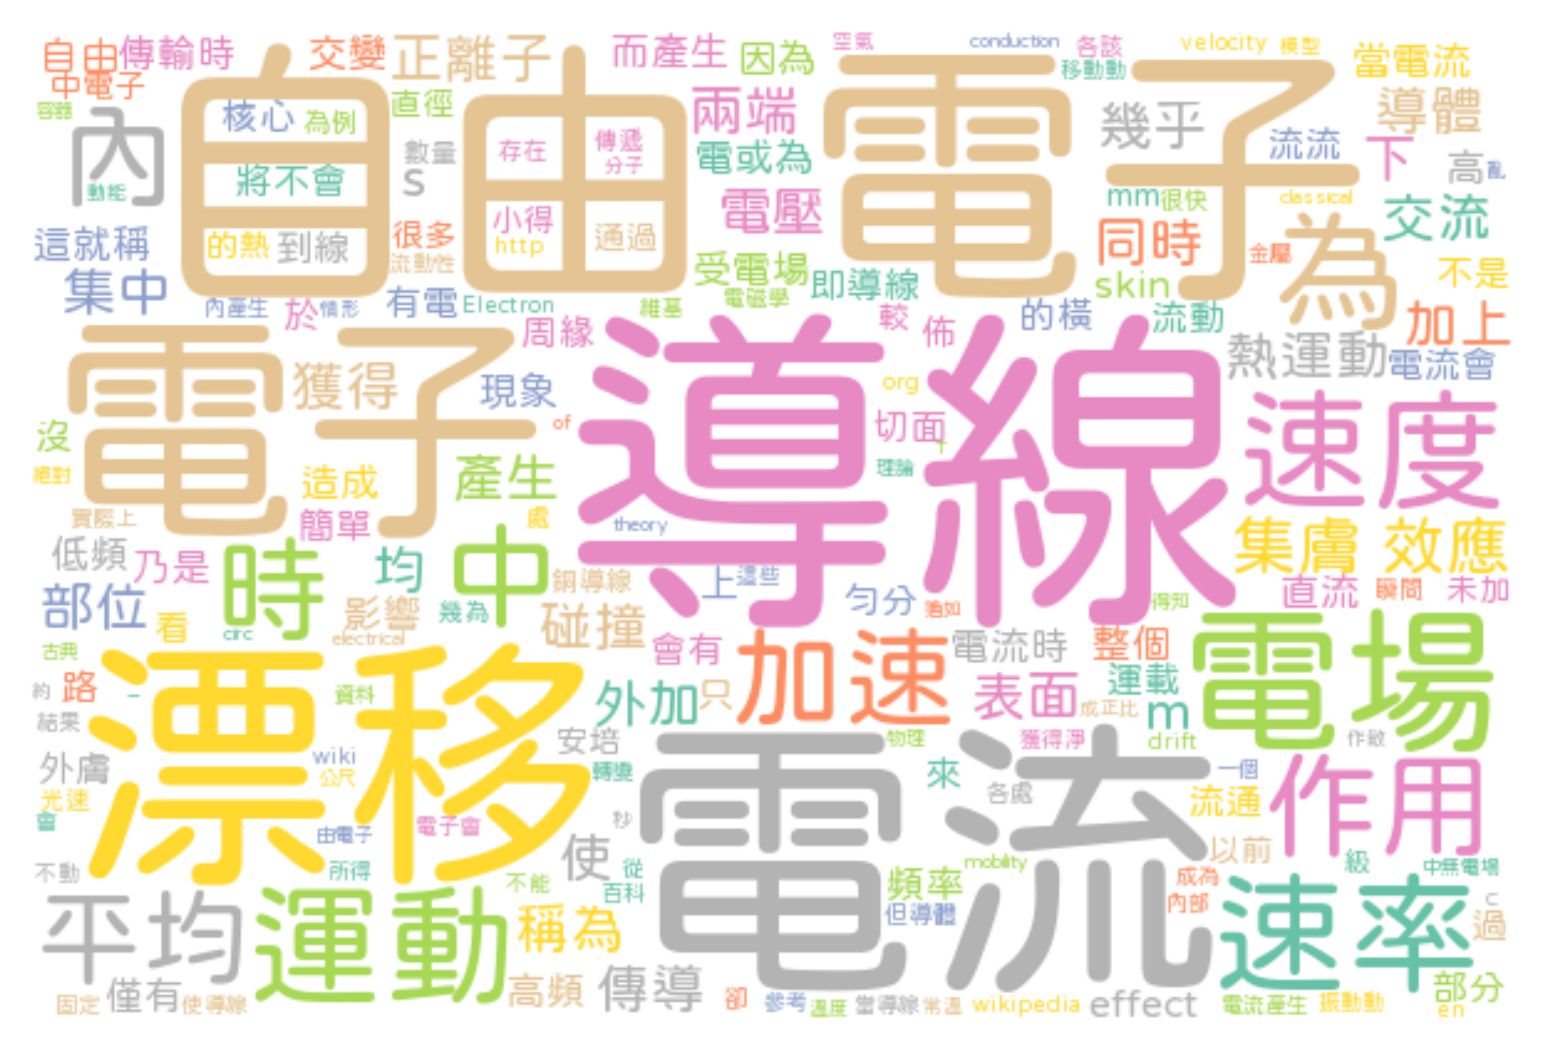 自由 傳輸時 交變 正離子 而產生 因為 空氣 conduction 各該 velocity 模型 當電流
中電子 移動動
容器 內 自由電子 核心 為例 直徑 兩端 幾乎 導體
動能 將不會 數量 s 存在 傳遞 分子 電或為 流流 下 高 亂
電壓 mm 很快 classical
這就稱 的熱 到線 很多 小得 http 通過 同時 金屬 為 交流
集中 流動性 受電場 即導線 skin 不是
內產生 於 情形 有電 Electron 維基 電磁學 較 佈 的橫 流動 加上
電子 獲得 周緣 現象 導線 熱運動 電流會
org 速度
沒 of 切面
絕對 造成 產生 理論
實際上 簡單 處 theory 集膚 效應
低頻 乃是 時 均 中 銅導線 上 這些 直流 瞬間 未加
部位 看 影響 幾為 碰撞 勻分 得知
circ electrical 會有 加速 電流時 整個 電場
古典 漂移
約 路 資料 外加 只 表面 運載 m
結果 成正比 drift
wiki 安培 電流 物理 獲得淨 作
外膚 公尺 轉變 來 一個
光速 各處 流通 作用
會 由電子 電子會 秒
不動 所得 使 從 mobility 以前 級 中無電場
不能 百科 頻率 成為
平均 運動 稱為 但導體 內部 速率 c 過
固定 僅有 使導線 高頻 傳導 卻 參考 溫度 當導線 常溫 wikipedia effect 電流產生 振動動 部分
en